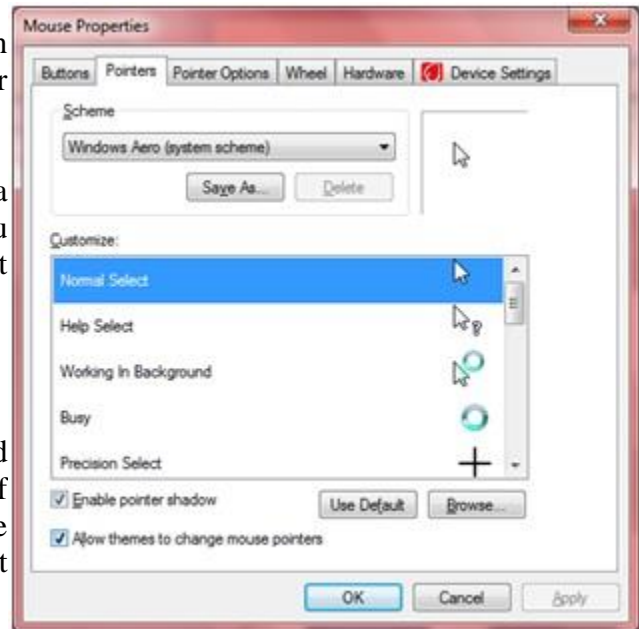 Mouse Properties
Buttons Pointers Pointer Options Wheel Hardware Device Settings
Scheme
Windows Aero (system scheme)
Save As... Delete
Customize:
Normal Select
Help Select
Working In Background
Busy
Precision Select
Enable pointer shadow
Use Default Browse...
Allow themes to change mouse pointers
OK Cancel Apply